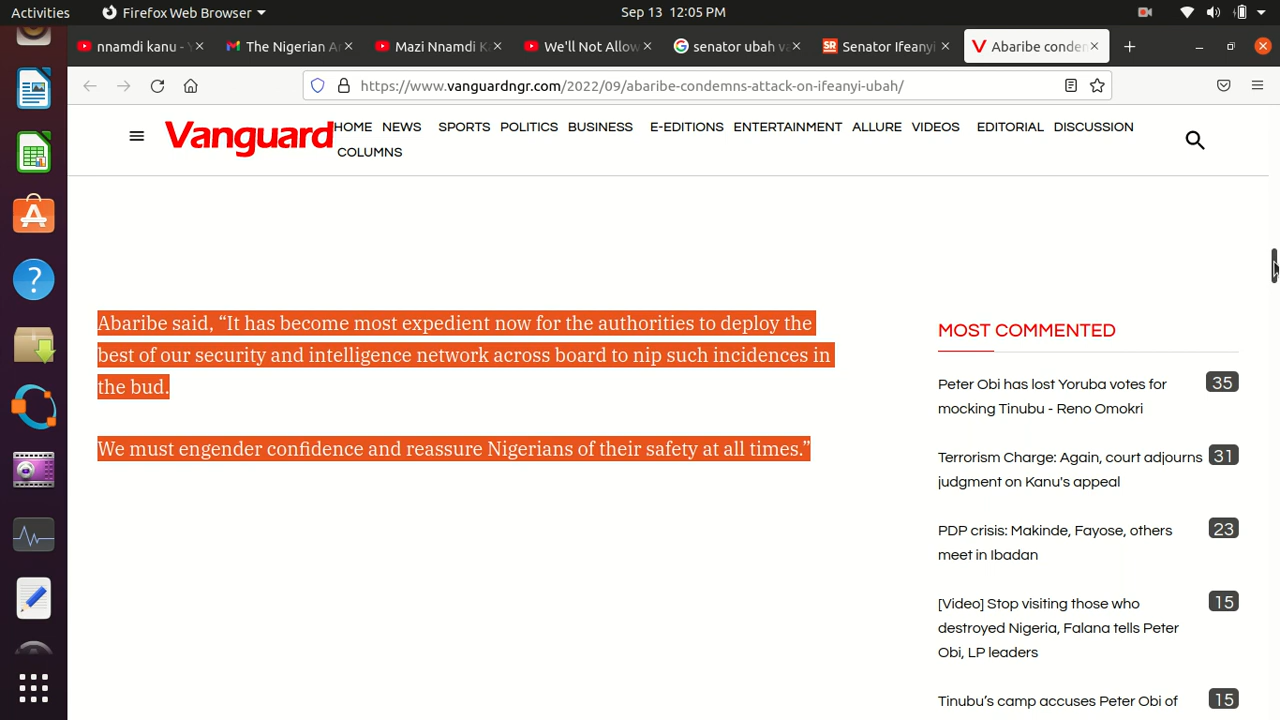 Activities
Firefox Web Browser
Sep 13 12:05 PM
nnamdi kanu - Y
The Nigerian A
Mazi Nnamdi K
We'll Not Allow
senator ubah v
SR
Senator Ifeanyi
Abaribe conde
https://www.vanguardngr.com/2022/09/abaribe-condemns-attack-on-ifeanyi-ubah/
Vanguard
HOME NEWS SPORTS POLITICS BUSINESS E-EDITIONS ENTERTAINMENT ALLURE VIDEOS EDITORIAL DISCUSSION
COLUMNS
Abaribe said, “It has become most expedient now for the authorities to deploy the
best of our security and intelligence network across board to nip such incidences in
the bud.
We must engender confidence and reassure Nigerians of their safety at all times.”
MOST COMMENTED
Peter Obi has lost Yoruba votes for 35
mocking Tinubu - Reno Omokri
Terrorism Charge: Again, court adjourns 31
judgment on Kanu's appeal
PDP crisis: Makinde, Fayose, others 23
meet in Ibadan
[Video] Stop visiting those who 15
destroyed Nigeria, Falana tells Peter
Obi, LP leaders
Tinubu’s camp accuses Peter Obi of 15